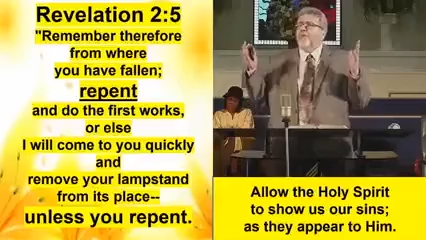 Revelation 2:5
"Remember therefore
from where
you have fallen;
repent
and do the first works,
or else
I will come to you quickly
and
remove your lampstand
from its place--
unless you repent.
Allow the Holy Spirit
to show us our sins;
as they appear to Him.